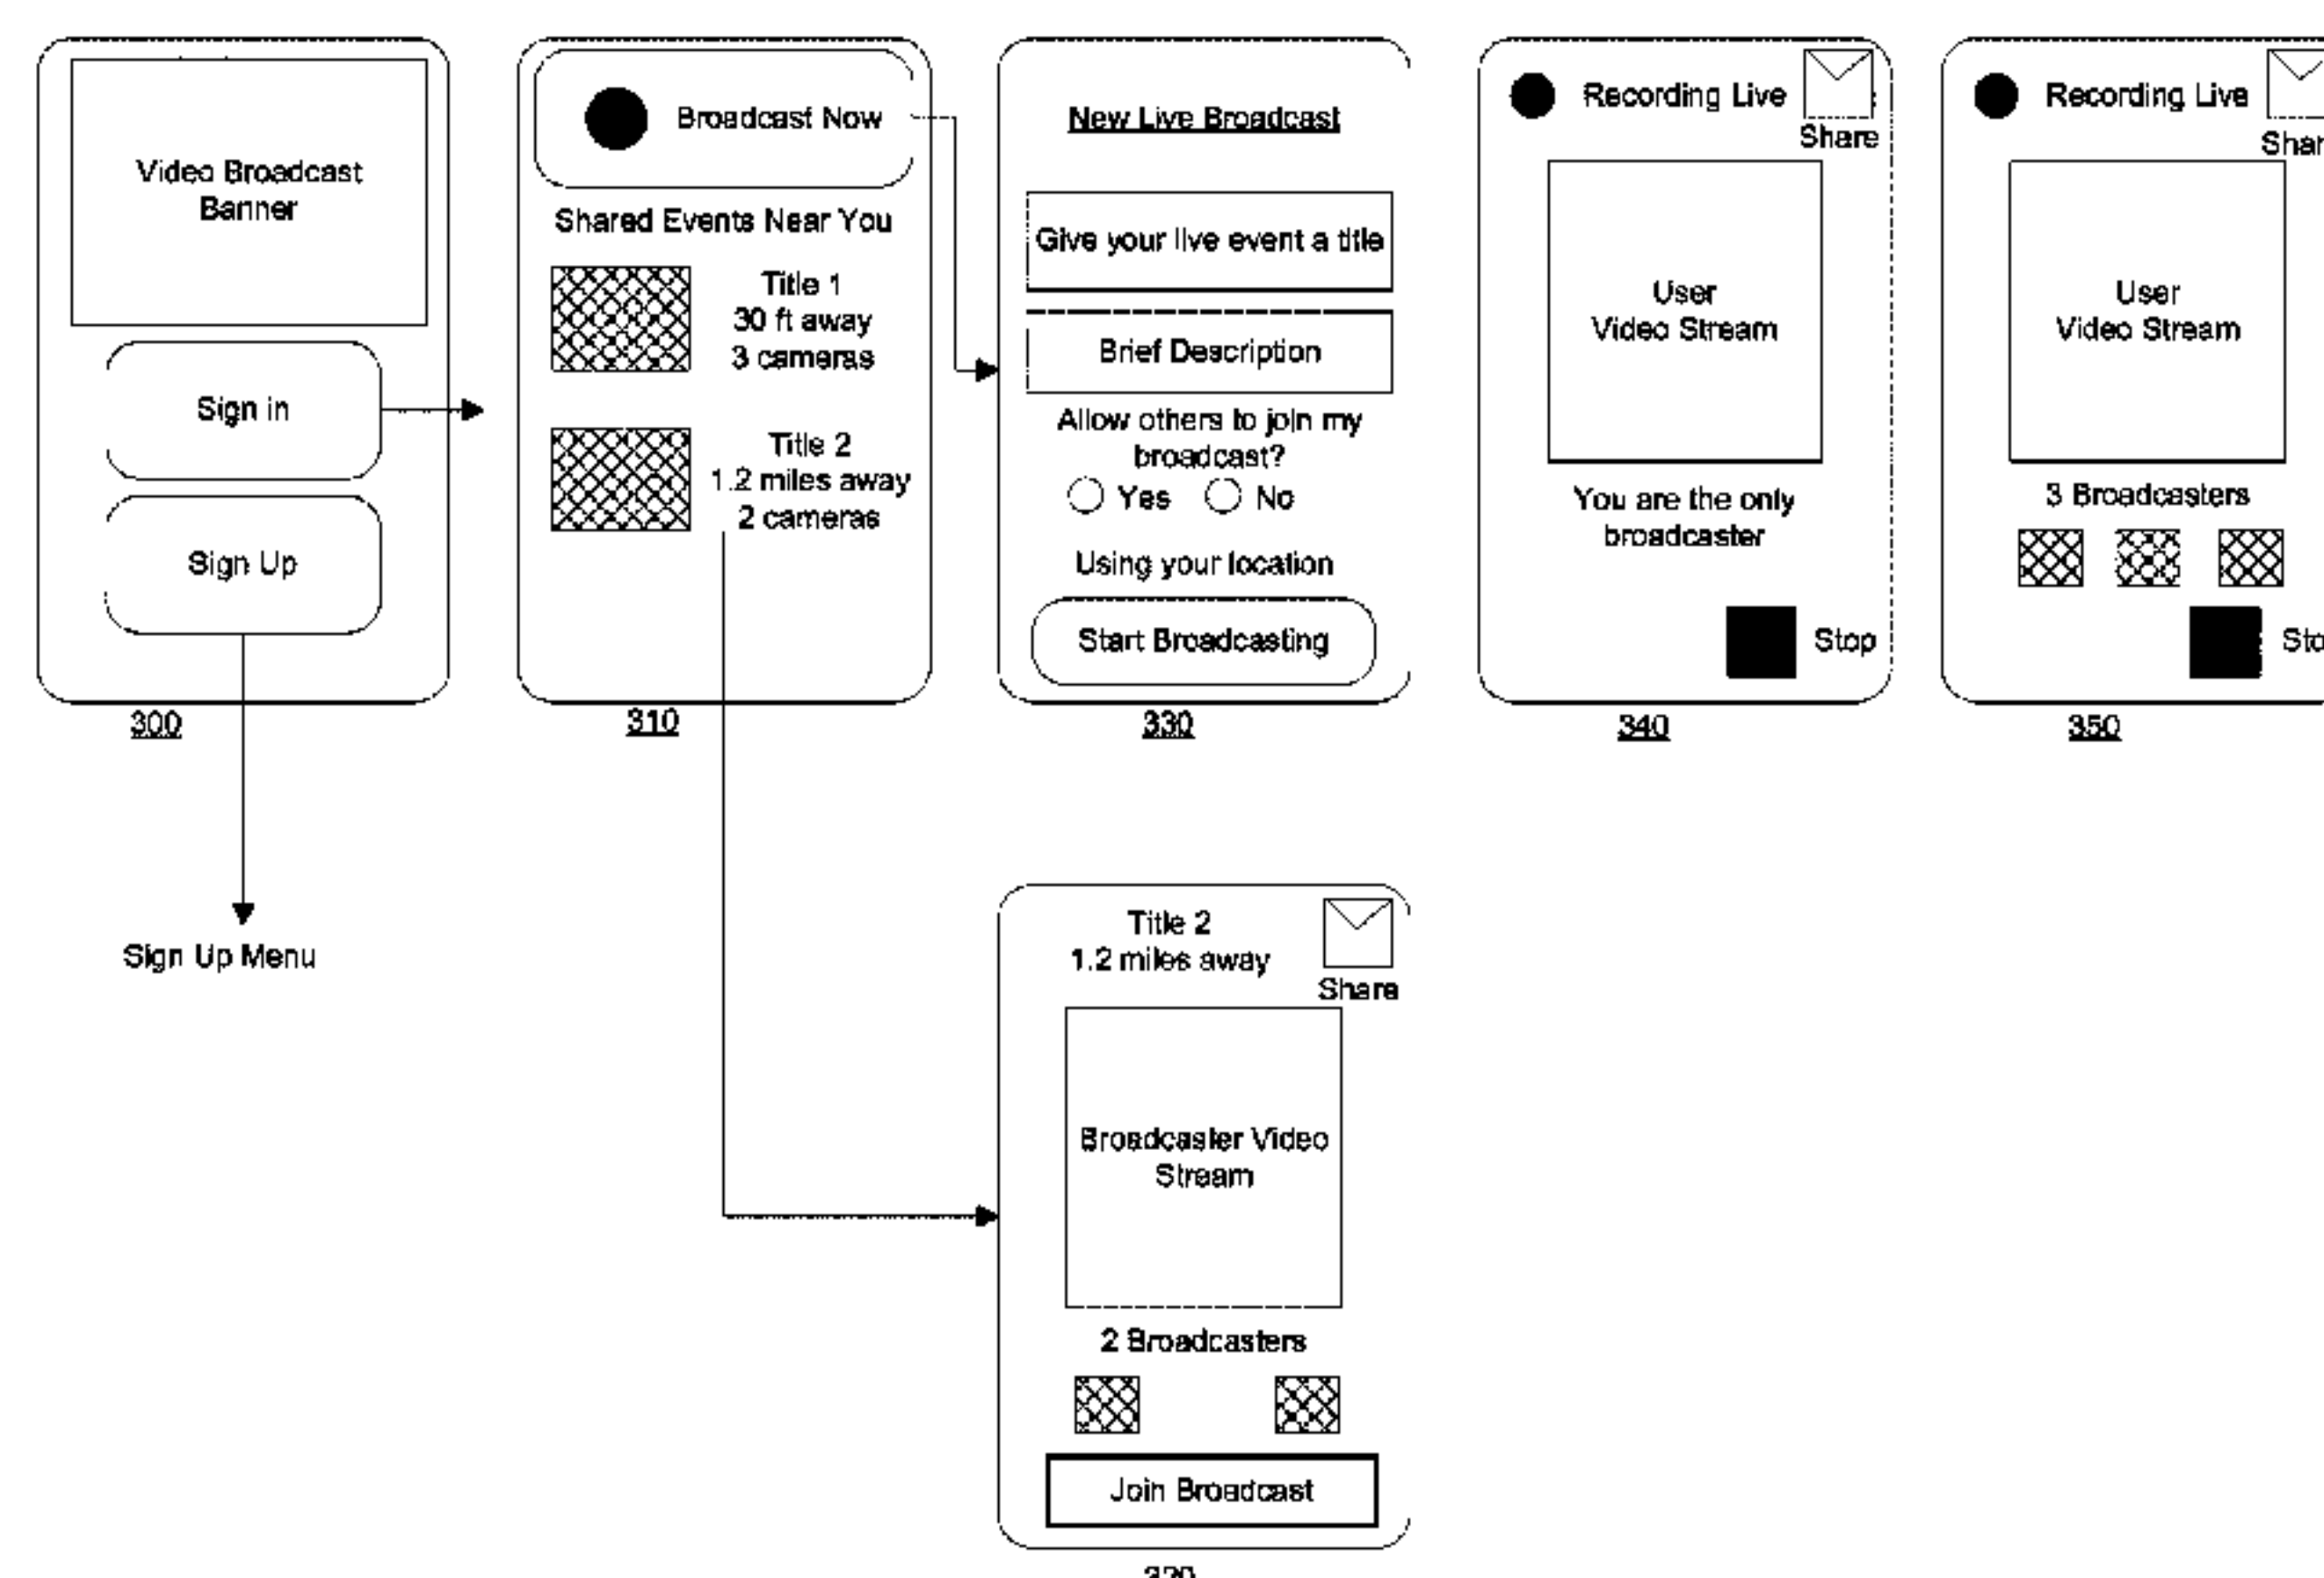 Video Broadcast
Banner
Sign in
Sign Up
300
Sign Up Menu
Broadcast Now
Shared Events Near You
Title 1
30 ft away
3 cameras
Title 2
1.2 miles away
2 cameras
310
New Live Broadcast
Give your live event a title
Brief Description
Allow others to join my
broadcast?
Yes No
Using your location
Start Broadcasting
330
Recording Live
Share
User
Video Stream
You are the only
broadcaster
Stop
340
Recording Live
Shar
User
Video Stream
3 Broadcasters
Sto
350
Title 2
1.2 miles away
Share
Broadcaster Video
Stream
2 Broadcasters
Join Broadcast